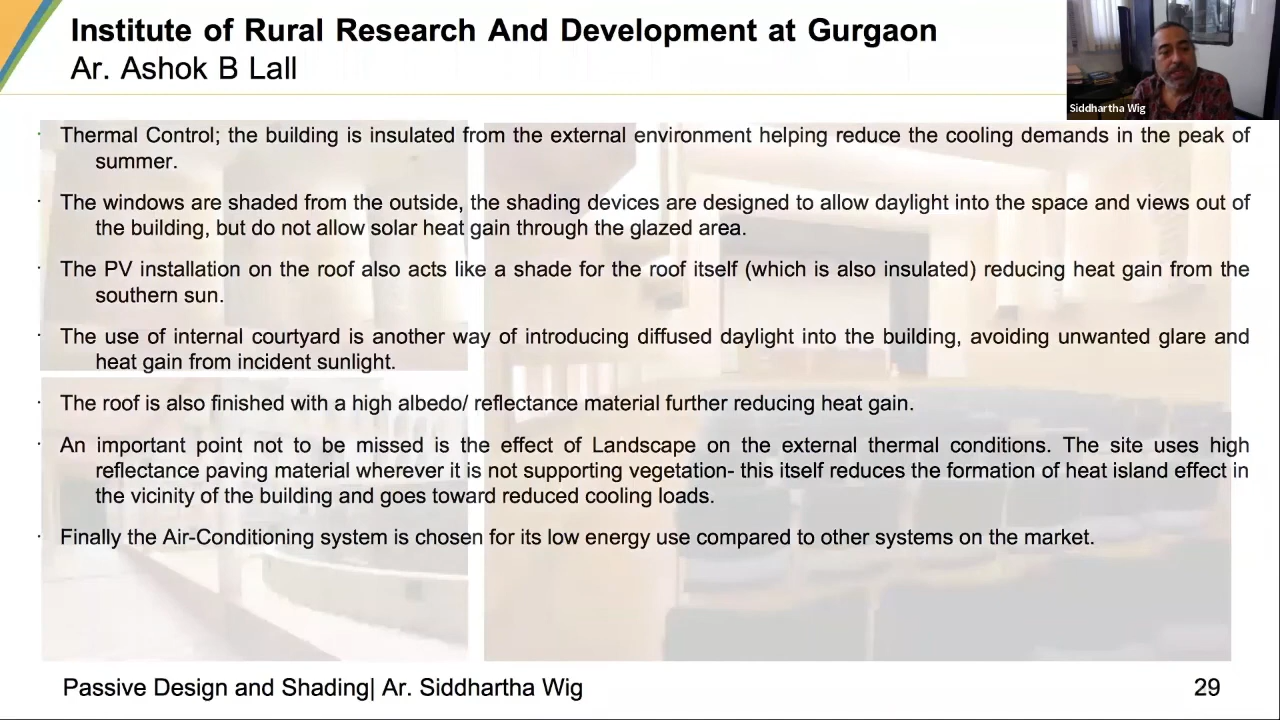 Institute of Rural Research And Development at Gurgaon
Ar. Ashok B Lall
Siddhartha Wig
· Thermal Control; the building is insulated from the external environment helping reduce the cooling demands in the peak of
summer.
· The windows are shaded from the outside, the shading devices are designed to allow daylight into the space and views out of
the building, but do not allow solar heat gain through the glazed area.
· The PV installation on the roof also acts like a shade for the roof itself (which is also insulated) reducing heat gain from the
southern sun.
· The use of internal courtyard is another way of introducing diffused daylight into the building, avoiding unwanted glare and
heat gain from incident sunlight.
· The roof is also finished with a high albedo/ reflectance material further reducing heat gain.
· An important point not to be missed is the effect of Landscape on the external thermal conditions. The site uses high
reflectance paving material wherever it is not supporting vegetation- this itself reduces the formation of heat island effect in
the vicinity of the building and goes toward reduced cooling loads.
· Finally the Air-Conditioning system is chosen for its low energy use compared to other systems on the market.
Passive Design and Shading| Ar. Siddhartha Wig
29